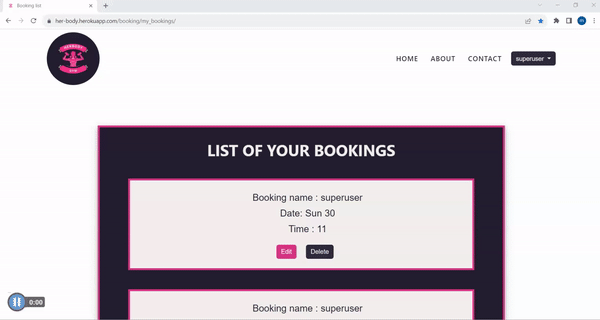 Booking list
her-body.herokuapp.com/booking/my_bookings/
HOME ABOUT CONTACT superuser
LIST OF YOUR BOOKINGS
Booking name : superuser
Date: Sun 30
Time : 11
Edit Delete
Booking name : superuser
0:00